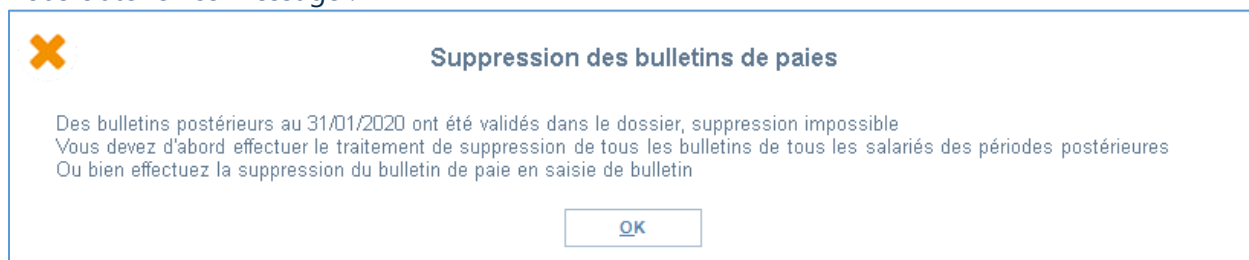 Suppression des bulletins de paies
Des bulletins postérieurs au 31/01/2020 ont été validés dans le dossier, suppression impossible
Vous devez d'abord effectuer le traitement de suppression de tous les bulletins de tous les salariés des périodes postérieures
Ou bien effectuez la suppression du bulletin de paie en saisie de bulletin
OK